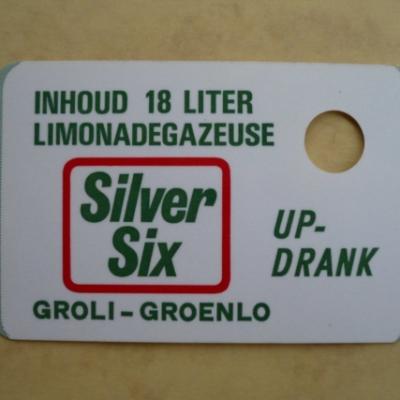 INHOUD 18 LITER
LIMONADEGAZEUSE
Silver
Six
UP-
DRANK
GROLI-GROENLO